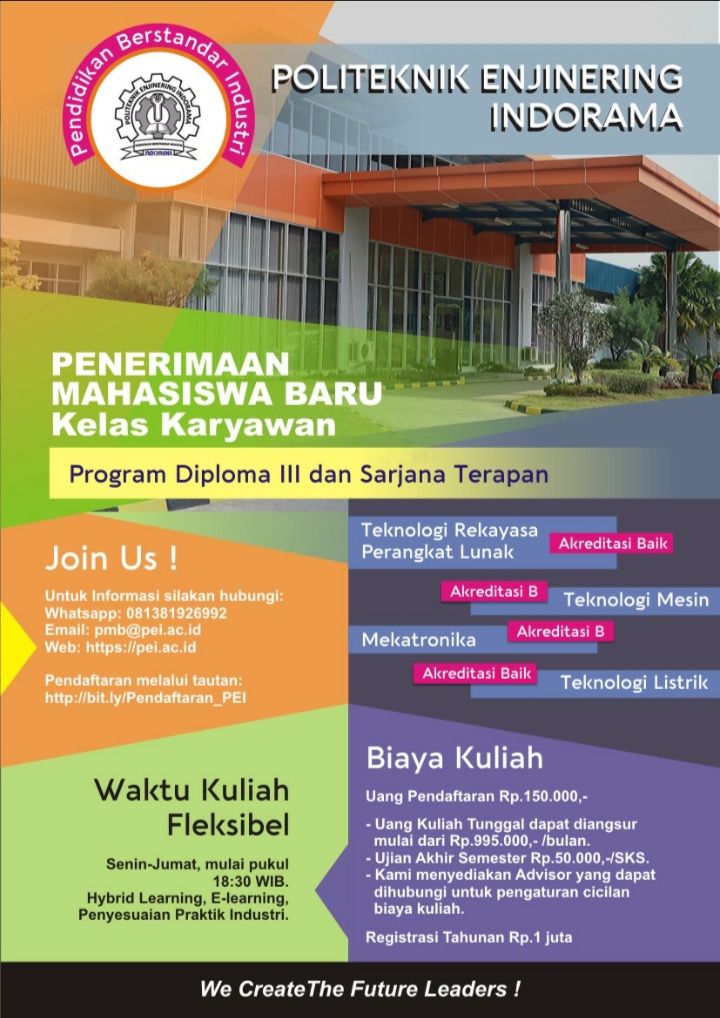 Pendidikan Berstandar Industri
POLITEKNIK ENJINERING INDORAMA
INDORAMA
POLITEKNIK ENJINERING
INDORAMA
PENERIMAAN
MAHASISWA BARU
Kelas Karyawan
Program Diploma III dan Sarjana Terapan
Join Us !
Untuk Informasi silakan hubungi:
Whatsapp: 081381926992
Email: pmb@pei.ac.id
Web: https://pei.ac.id
Pendaftaran melalui tautan:
http://bit.ly/Pendaftaran_PEI
Teknologi Rekayasa
Perangkat Lunak
Akreditasi Baik
Akreditasi B
Teknologi Mesin
Mekatronika
Akreditasi B
Akreditasi Baik
Teknologi Listrik
Waktu Kuliah
Fleksibel
Senin-Jumat, mulai pukul
18:30 WIB.
Hybrid Learning, E-learning,
Penyesuaian Praktik Industri.
Biaya Kuliah
Uang Pendaftaran Rp.150.000,-
- Uang Kuliah Tunggal dapat diangsur
mulai dari Rp.995.000,- /bulan.
- Ujian Akhir Semester Rp.50.000,-/SKS.
- Kami menyediakan Advisor yang dapat
dihubungi untuk pengaturan cicilan
biaya kuliah.
Registrasi Tahunan Rp.1 juta
We CreateThe Future Leaders !